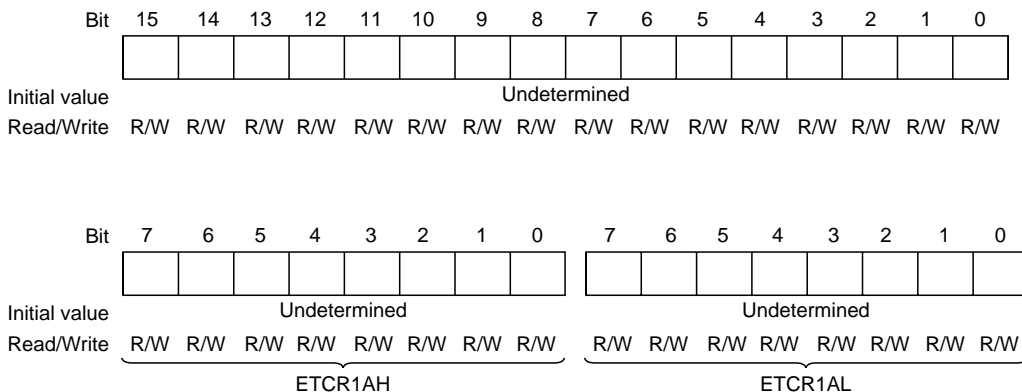 Bit 15 14 13 12 11 10 9 8 7 6 5 4 3 2 1 0
Initial value Undetermined
Read/Write R/W R/W R/W R/W R/W R/W R/W R/W R/W R/W R/W R/W R/W R/W R/W R/W
Bit 7 6 5 4 3 2 1 0 7 6 5 4 3 2 1 0
Initial value Undetermined Undetermined
Read/Write R/W R/W R/W R/W R/W R/W R/W R/W R/W R/W R/W R/W R/W R/W R/W R/W
ETCR1AH ETCR1AL